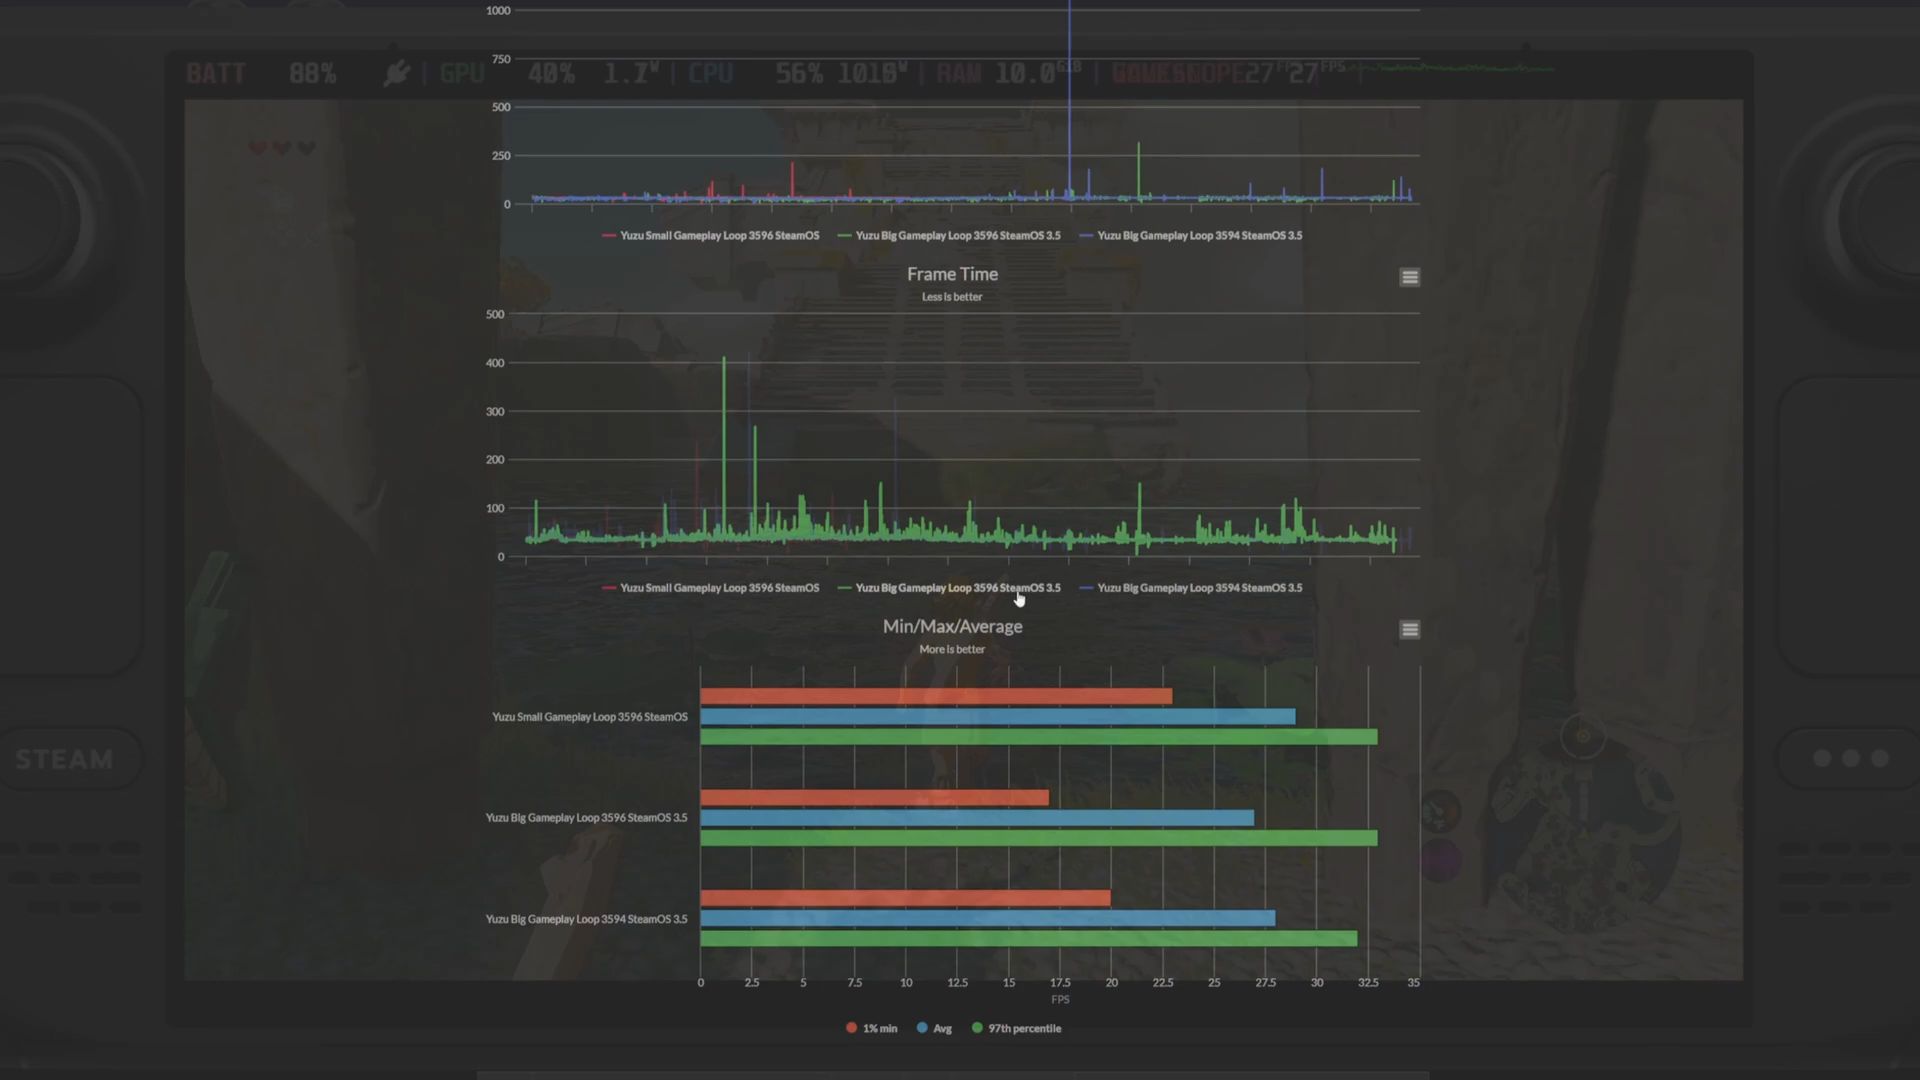 1000
750
BATT 88% GPU 40% CPU 56% RAM 10.0GiB
500
250
0
Yuzu Small Gameplay Loop 3596 SteamOS Yuzu Big Gameplay Loop 3596 SteamOS 3.5 Yuzu Big Gameplay Loop 3594 SteamOS 3.5
Frame Time
Less is better
500
400
300
200
100
0
Yuzu Small Gameplay Loop 3596 SteamOS Yuzu Big Gameplay Loop 3596 SteamOS 3.5 Yuzu Big Gameplay Loop 3594 SteamOS 3.5
Min/Max/Average
More is better
Yuzu Small Gameplay Loop 3596 SteamOS
STEAM
Yuzu Big Gameplay Loop 3596 SteamOS 3.5
Yuzu Big Gameplay Loop 3594 SteamOS 3.5
0 2.5 5 7.5 10 12.5 15 17.5 20 22.5 25 27.5 30 32.5 35
FPS
1% min Avg 97th percentile